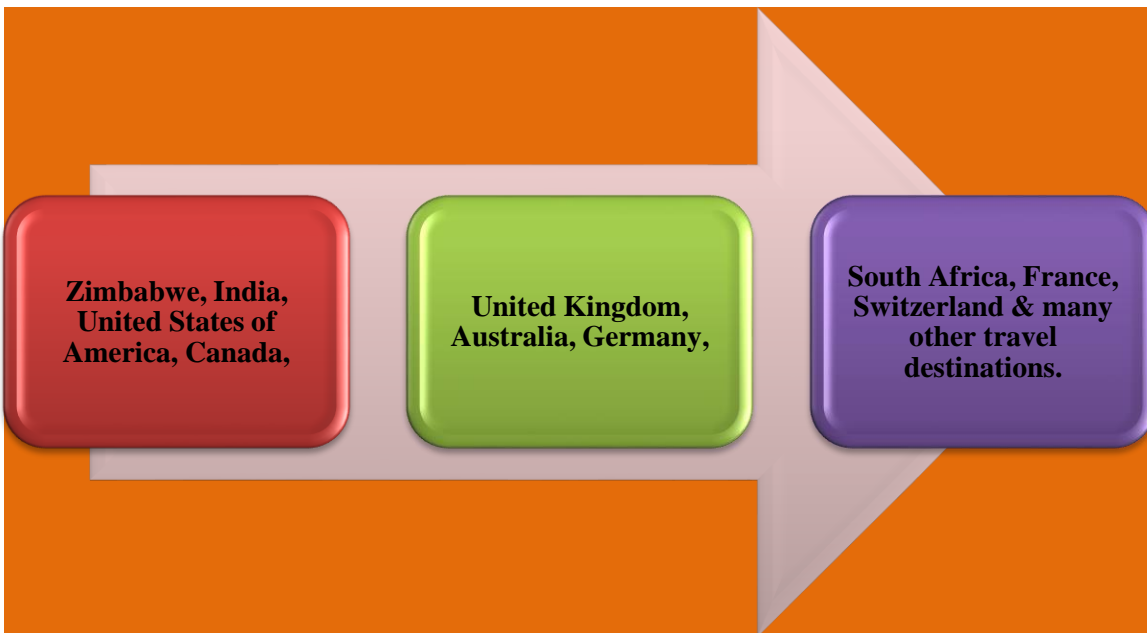 Zimbabwe, India,
United States of
America, Canada,
United Kingdom,
Australia, Germany,
South Africa, France,
Switzerland & many
other travel
destinations.